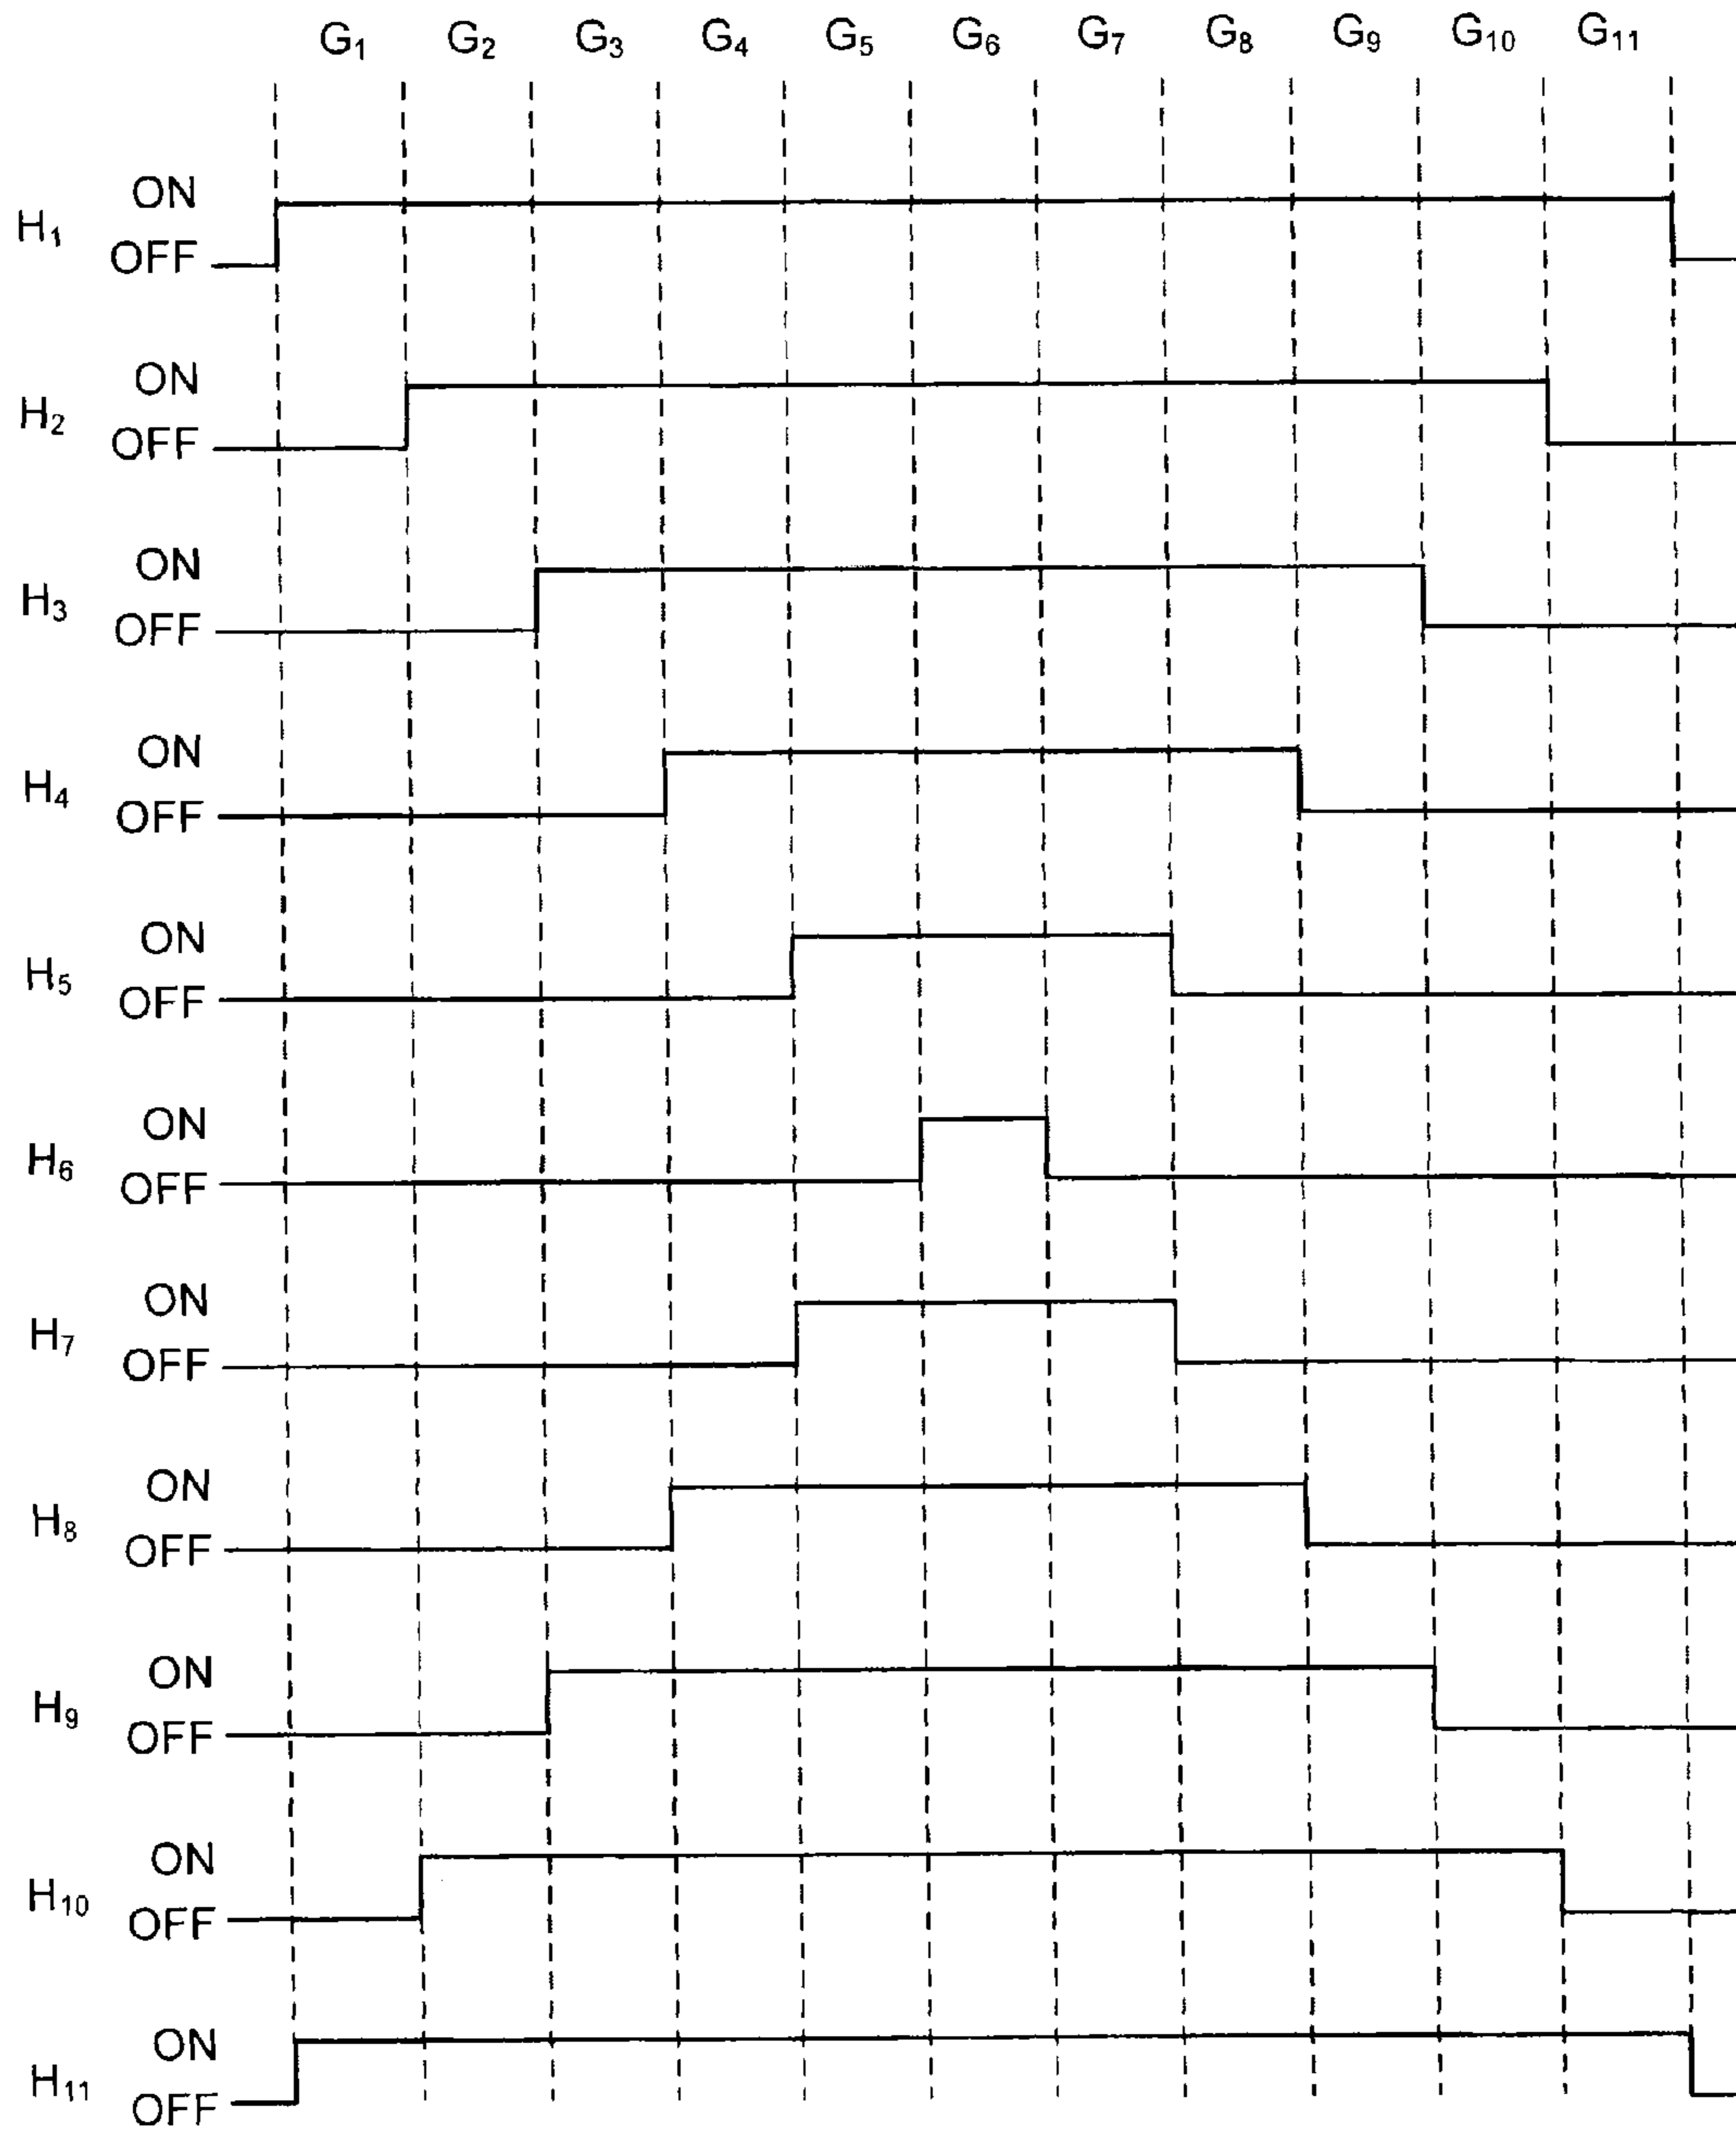 G₁ G₂ G₃ G₄ G₅ G₆ G₇ G₈ G₉ G₁₀ G₁₁
ON
H₁
OFF
ON
H₂
OFF
ON
H₃
OFF
ON
H₄
OFF
ON
H₅
OFF
ON
H₆
OFF
ON
H₇
OFF
ON
H₈
OFF
ON
H₉
OFF
ON
H₁₀
OFF
ON
H₁₁
OFF